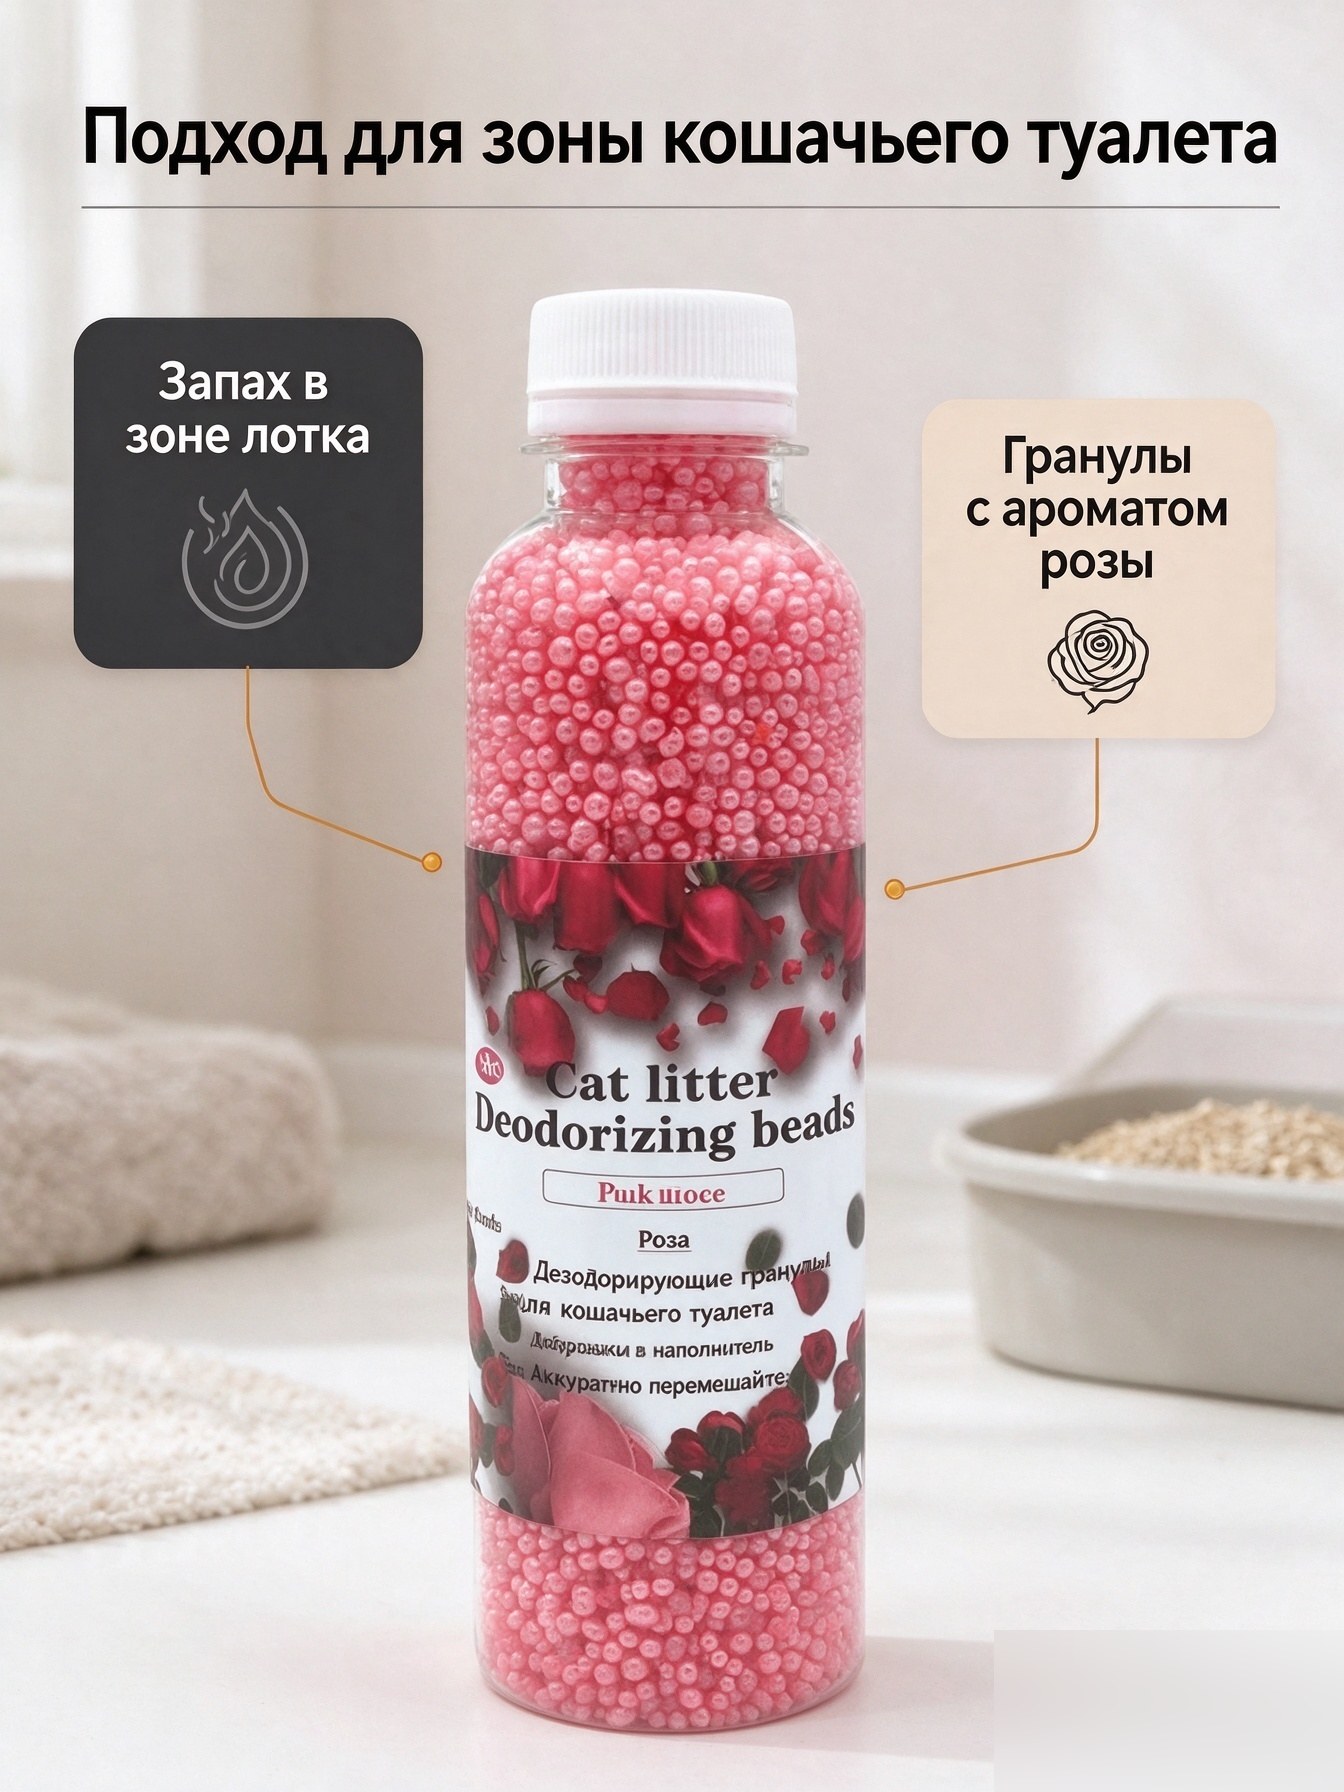 Подход для зоны кошачьего туалета
Запах в
зоне лотка
Гранулы
с ароматом
розы
Cat litter
Deodorizing beads
Роза
Дезодорирующие гранулы
для кошачьего туалета
в наполнитель
Аккуратно перемешайте